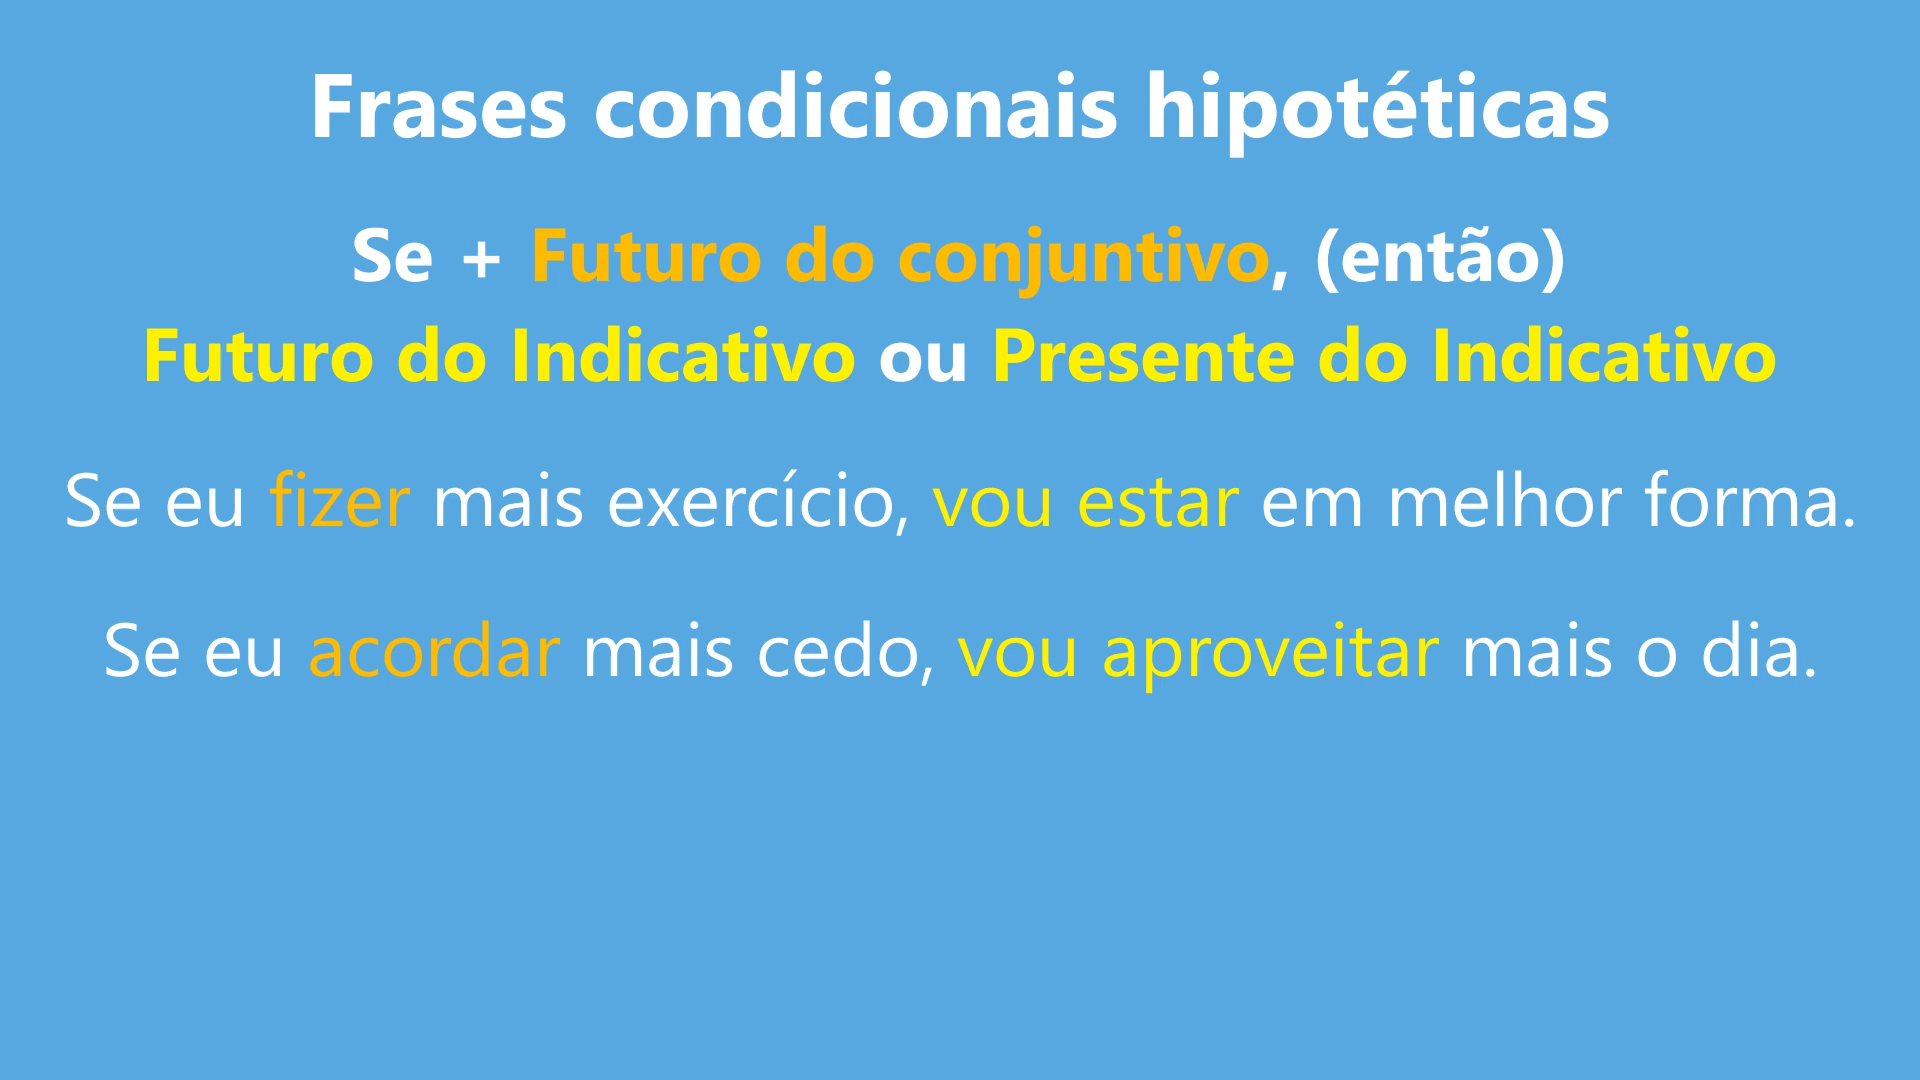 Frases condicionais hipotéticas
Se + Futuro do conjuntivo, (então)
Futuro do Indicativo ou Presente do Indicativo
Se eu fizer mais exercício, vou estar em melhor forma.
Se eu acordar mais cedo, vou aproveitar mais o dia.